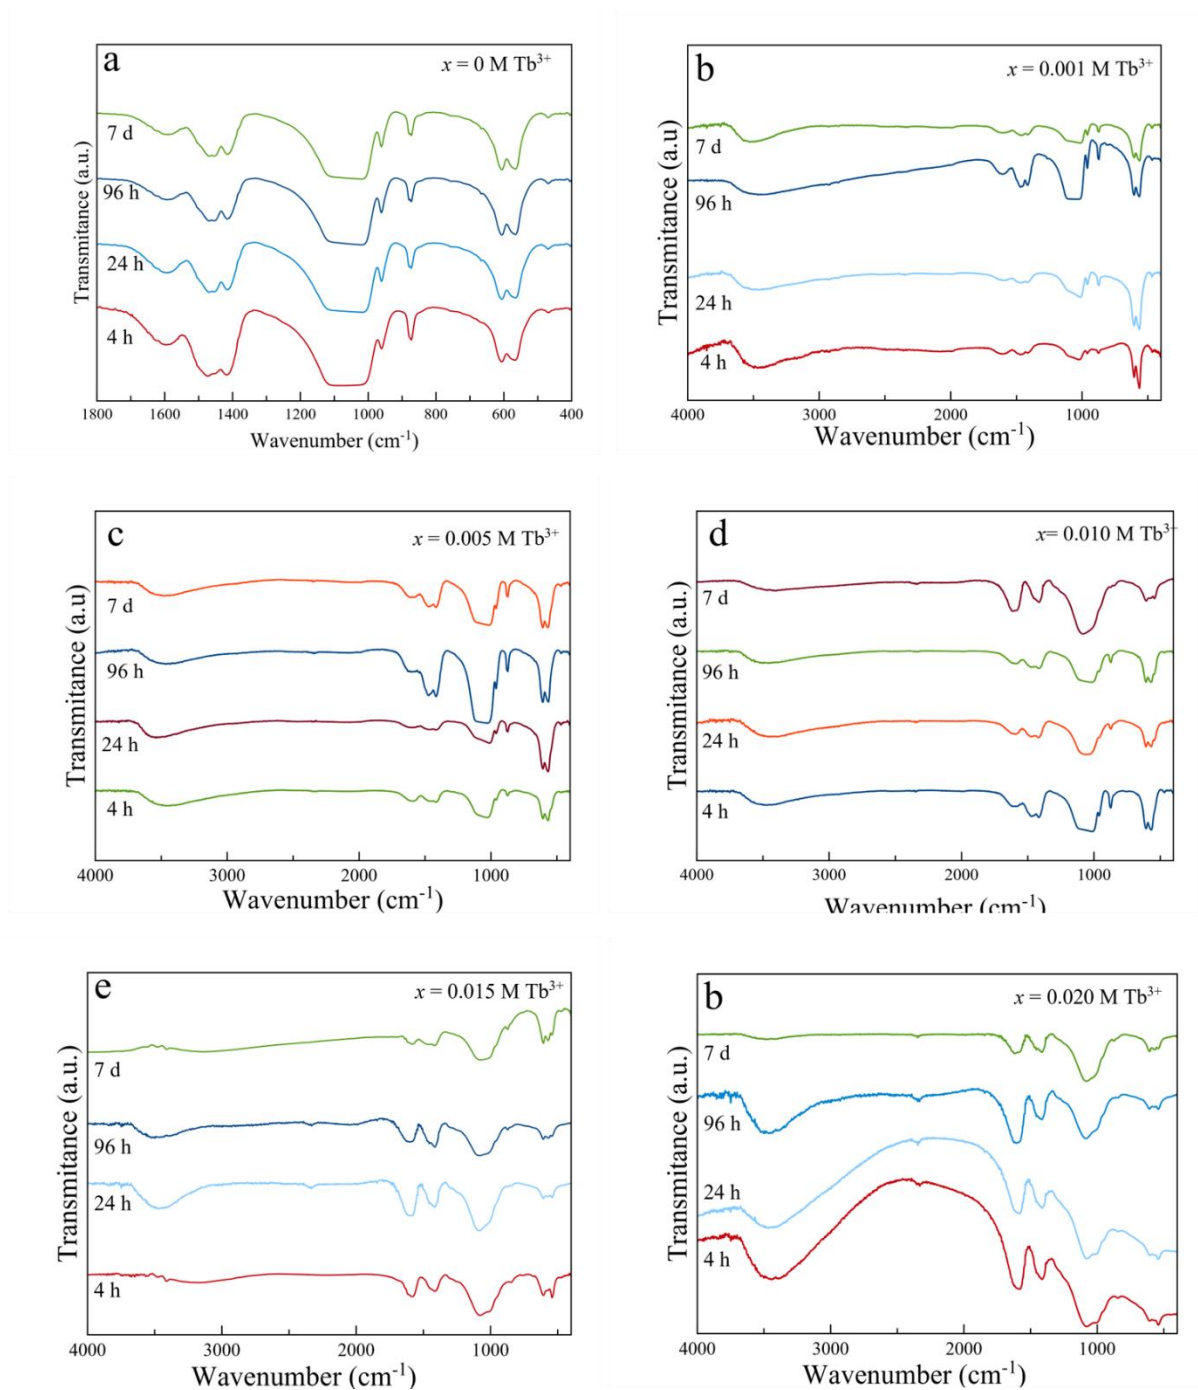 a
x = 0 M Tb³⁺
7 d
96 h
24 h
4 h
Transmitance (a.u.)
1800 1600 1400 1200 1000 800 600 400
Wavenumber (cm⁻¹)
b
x = 0.001 M Tb³⁺
7 d
96 h
24 h
4 h
Transmitance (a.u.)
4000 3000 2000 1000
Wavenumber (cm⁻¹)
c
x = 0.005 M Tb³⁺
7 d
96 h
24 h
4 h
Transmitance (a.u)
4000 3000 2000 1000
Wavenumber (cm⁻¹)
d
x= 0.010 M Tb³⁺
7 d
96 h
24 h
4 h
Transmitance (a.u.)
4000 3000 2000 1000
Wavenumber (cm⁻¹)
e
x = 0.015 M Tb³⁺
7 d
96 h
24 h
4 h
Transmitance (a.u.)
4000 3000 2000 1000
Wavenumber (cm⁻¹)
b
x = 0.020 M Tb³⁺
7 d
96 h
24 h
4 h
Transmitance (a.u.)
4000 3000 2000 1000
Wavenumber (cm⁻¹)